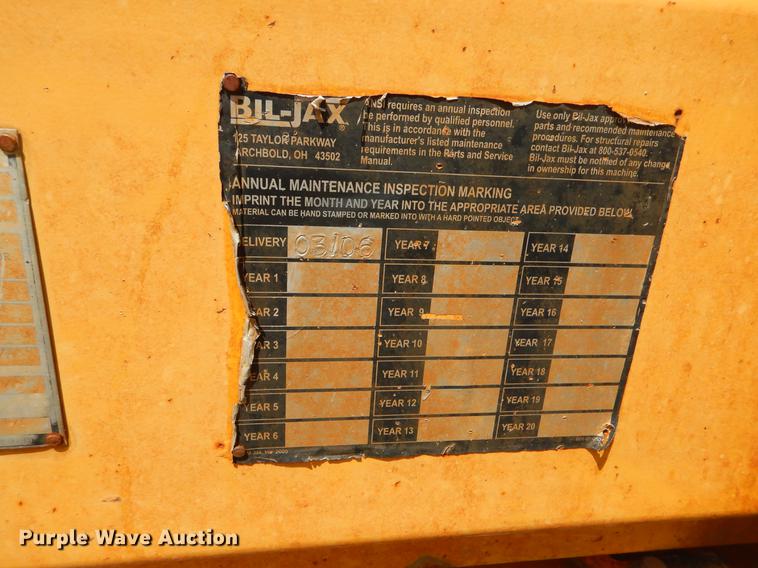 BIL-JAX®
125 TAYLOR PARKWAY
ARCHBOLD, OH 43502
ANSI requires an annual inspection
be performed by qualified personnel.
This is in accordance with the
manufacturer's listed maintenance
requirements in the Parts and Service
Manual.
Use only Bil-Jax
parts and recommended maintenance
procedures. For structural repairs
contact Bil-Jax at 800-537-0540.
Bil-Jax must be notified of any change
in ownership for this machine.
ANNUAL MAINTENANCE INSPECTION MARKING
IMPRINT THE MONTH AND YEAR INTO THE APPROPRIATE AREA PROVIDED BELOW
MATERIAL CAN BE HAND STAMPED OR MARKED INTO WITH A HARD POINTED OBJECT
DELIVERY 03/06 YEAR 7 YEAR 14
YEAR 1 YEAR 8 YEAR 15
YEAR 2 YEAR 9 YEAR 16
YEAR 3 YEAR 10 YEAR 17
YEAR 4 YEAR 11 YEAR 18
YEAR 5 YEAR 12 YEAR 19
YEAR 6 YEAR 13 YEAR 20
2000
Purple Wave Auction